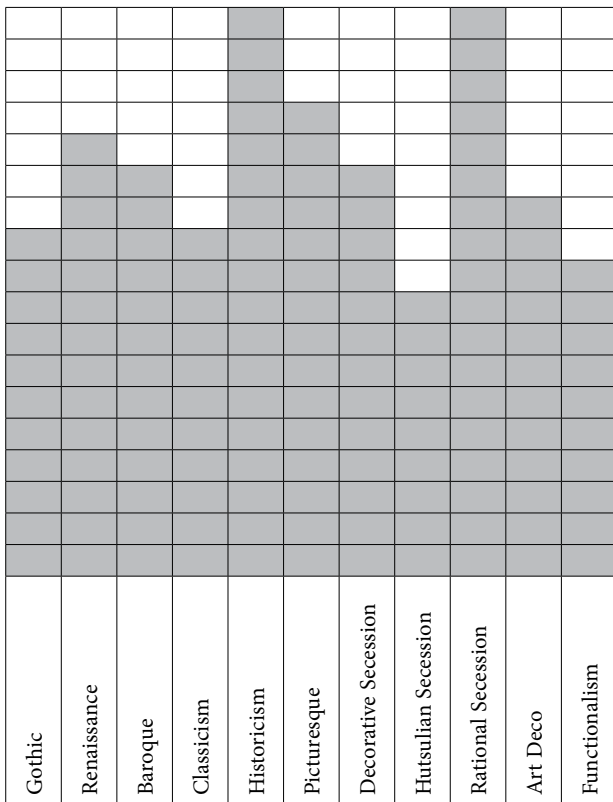 Gothic
Renaissance
Baroque
Classicism
Historicism
Picturesque
Decorative Secession
Hutsulian Secession
Rational Secession
Art Deco
Functionalism